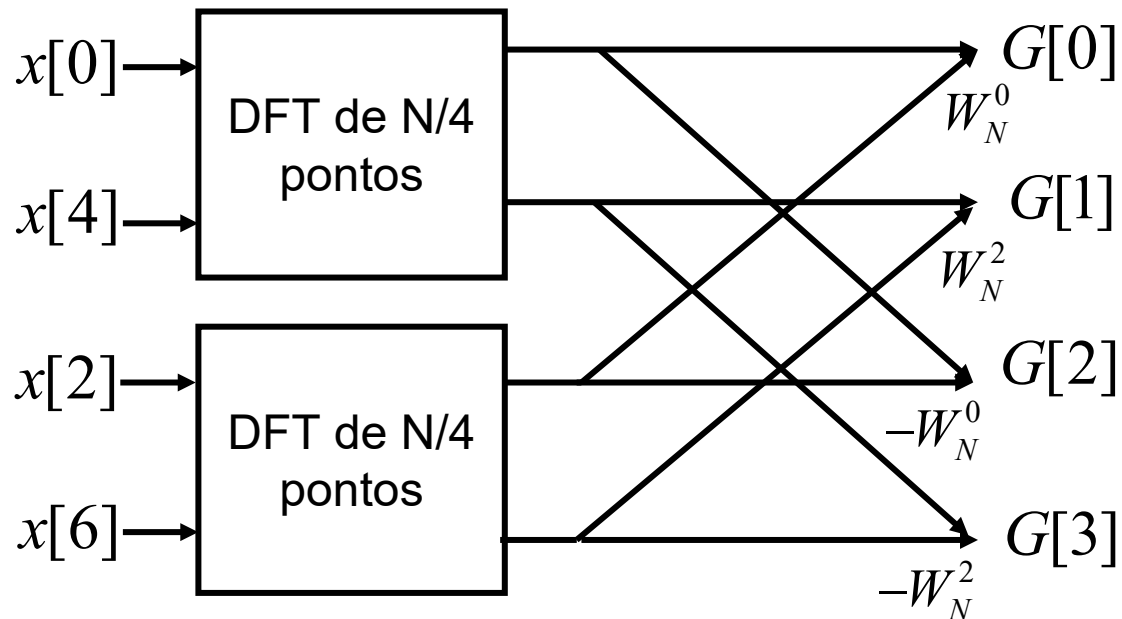 x[0]
x[4]
DFT de N/4
pontos
x[2]
x[6]
DFT de N/4
pontos
G[0]
W_N^0
G[1]
W_N^2
G[2]
–W_N^0
G[3]
–W_N^2